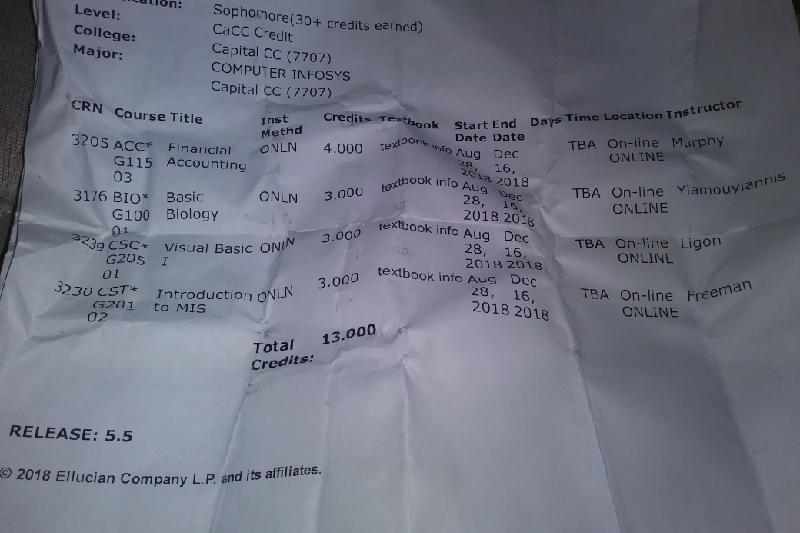 Level: Sophomore(30+ credits earned)
College: CaCC Credit
Major: Capital CC (7707)
COMPUTER INFOSYS
Capital CC (7707)
CRN Course Title Inst Methd Credits Textbook Start Date End Date Days Time Location Instructor
3205 ACC* G115 03 Financial Accounting ONLN 4.000 textbook info Aug 28, 2018 Dec 16, 2018 TBA On-line ONLINE Murphy
3176 BIO* G100 01 Basic Biology ONLN 3.000 textbook info Aug 28, 2018 Dec 16, 2018 TBA On-line ONLINE Yiamouyiannis
3239 CSC* G205 01 Visual Basic I ONLN 3.000 textbook info Aug 28, 2018 Dec 16, 2018 TBA On-line ONLINE Ligon
3230 CST* G201 02 Introduction to MIS ONLN 3.000 textbook info Aug 28, 2018 Dec 16, 2018 TBA On-line ONLINE Freeman
Total Credits: 13.000
RELEASE: 5.5
© 2018 Ellucian Company L.P. and its affiliates.